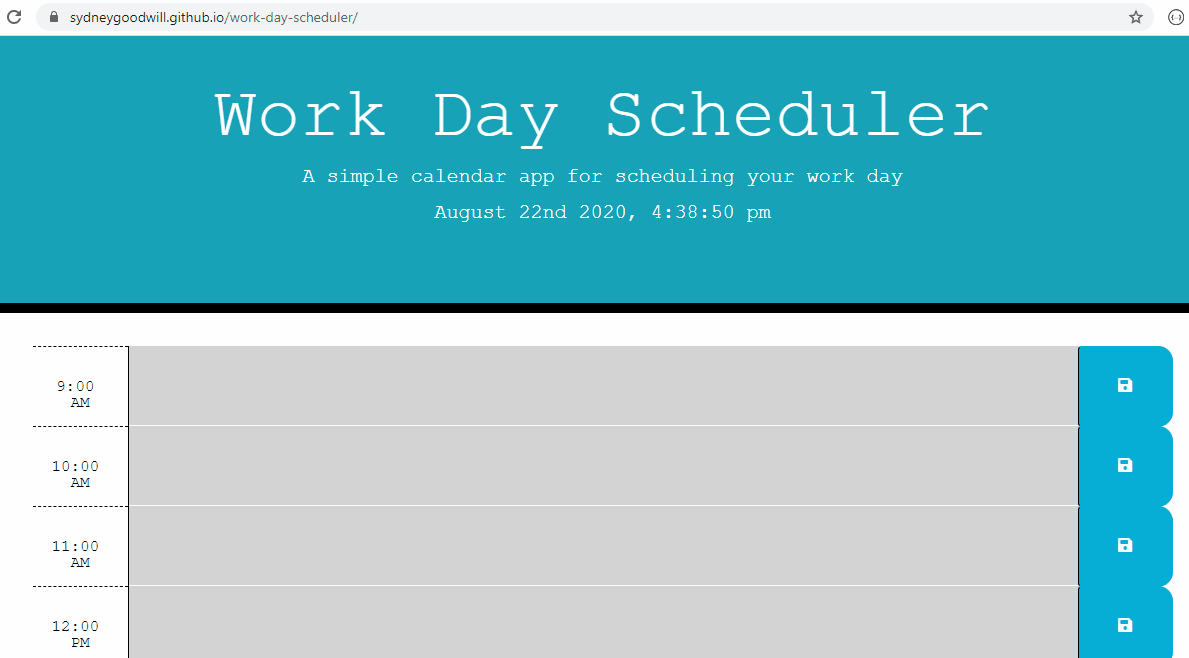 sydneygoodwill.github.io/work-day-scheduler/
Work Day Scheduler
A simple calendar app for scheduling your work day
August 22nd 2020, 4:38:50 pm
9:00
AM
10:00
AM
11:00
AM
12:00
PM